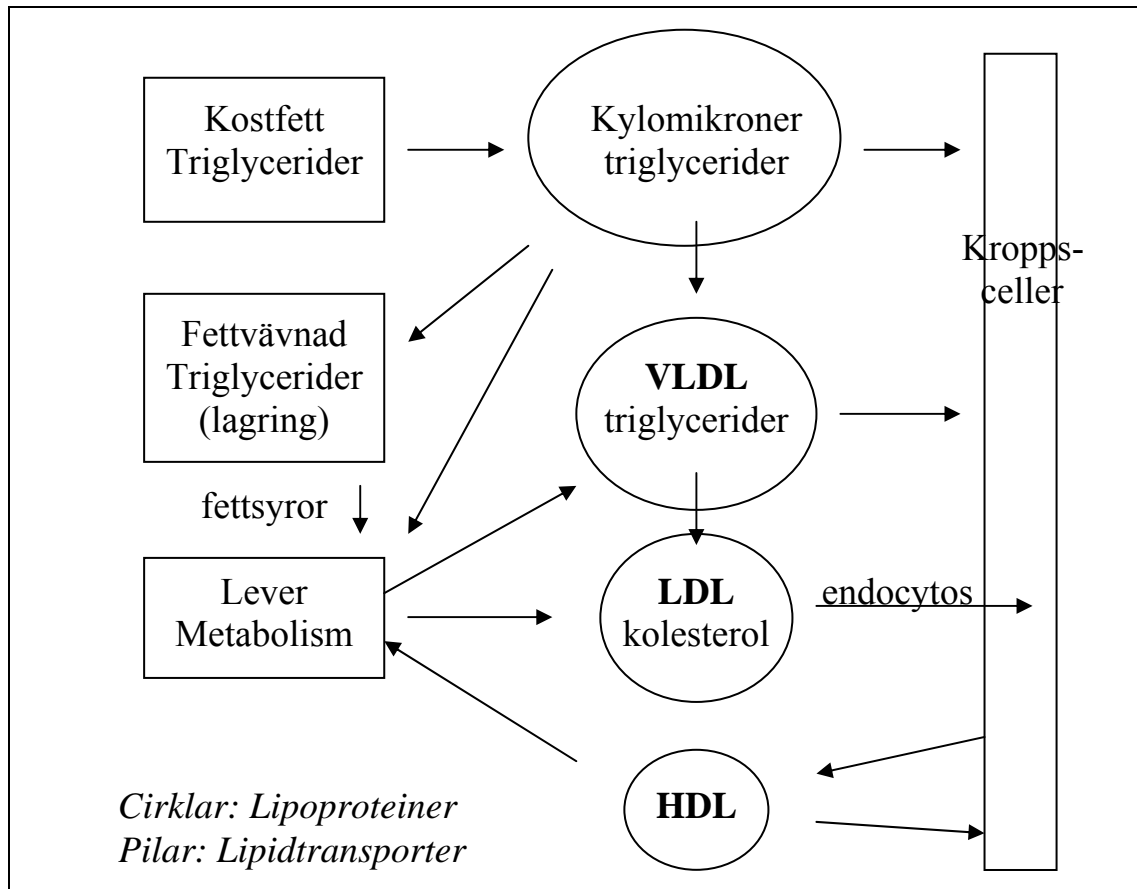 Kostfett
Triglycerider
Kylomikroner
triglycerider
Kropps-
celler
Fettvävnad
Triglycerider
(lagring)
VLDL
triglycerider
fettsyror
Lever
Metabolism
LDL
kolesterol
endocytos
HDL
Cirklar: Lipoproteiner
Pilar: Lipidtransporter